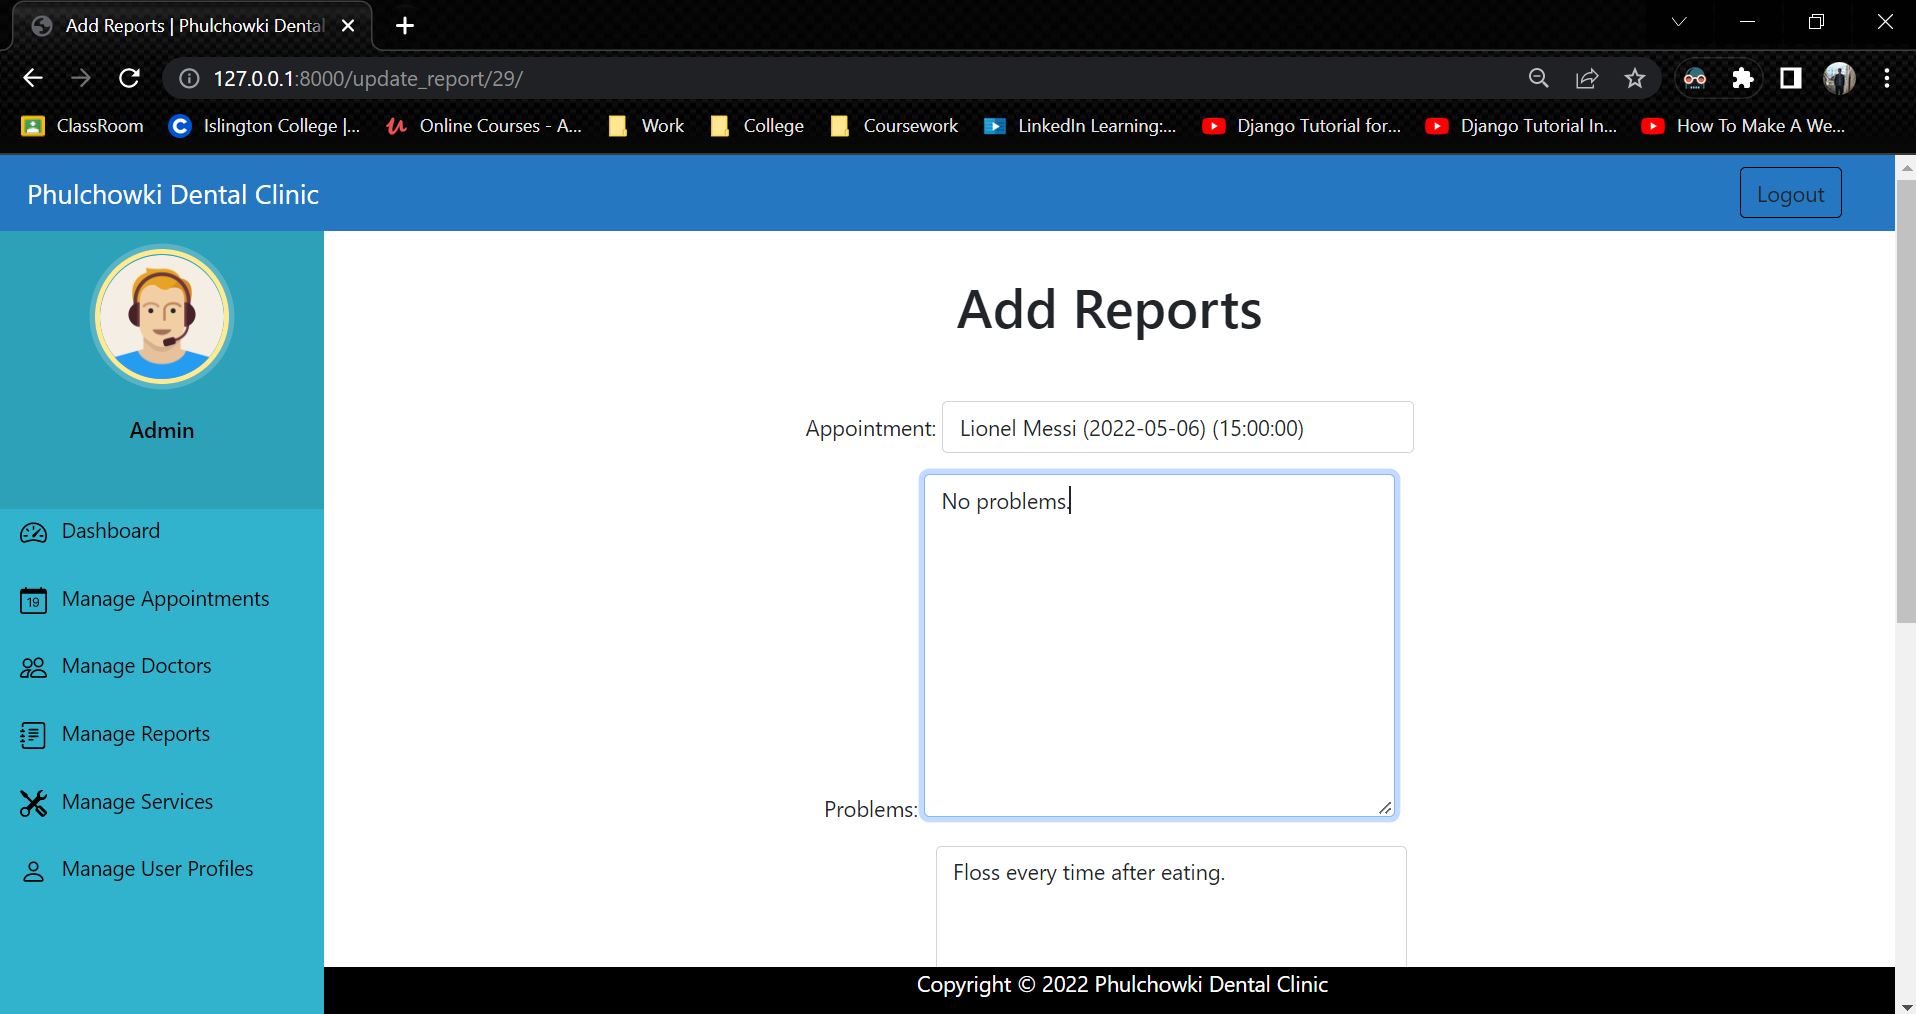 Add Reports | Phulchowki Dental
127.0.0.1:8000/update_report/29/
ClassRoom
Islington College |...
Online Courses - A...
Work
College
Coursework
LinkedIn Learning:...
Django Tutorial for...
Django Tutorial In...
How To Make A We...
Phulchowki Dental Clinic
Logout
Admin
Dashboard
19
Manage Appointments
Manage Doctors
Manage Reports
Manage Services
Manage User Profiles
Add Reports
Appointment: Lionel Messi (2022-05-06) (15:00:00)
No problems.
Problems:
Floss every time after eating.
Copyright © 2022 Phulchowki Dental Clinic